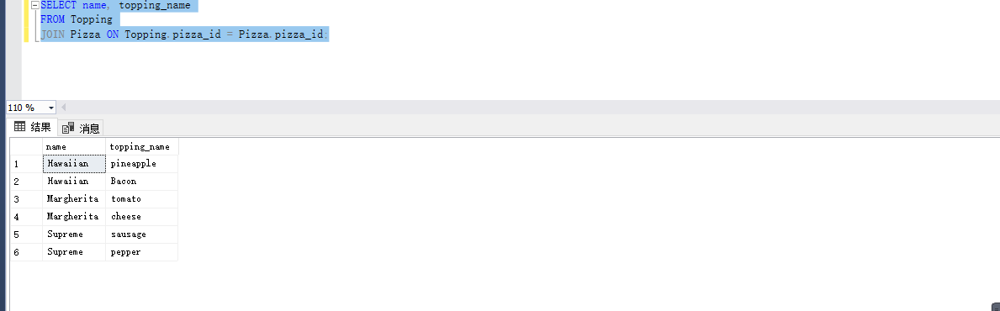 SELECT name, topping_name
FROM Topping
JOIN Pizza ON Topping.pizza_id = Pizza.pizza_id;
110 %
结果 消息
name topping_name
1 Hawaiian pineapple
2 Hawaiian Bacon
3 Margherita tomato
4 Margherita cheese
5 Supreme sausage
6 Supreme pepper